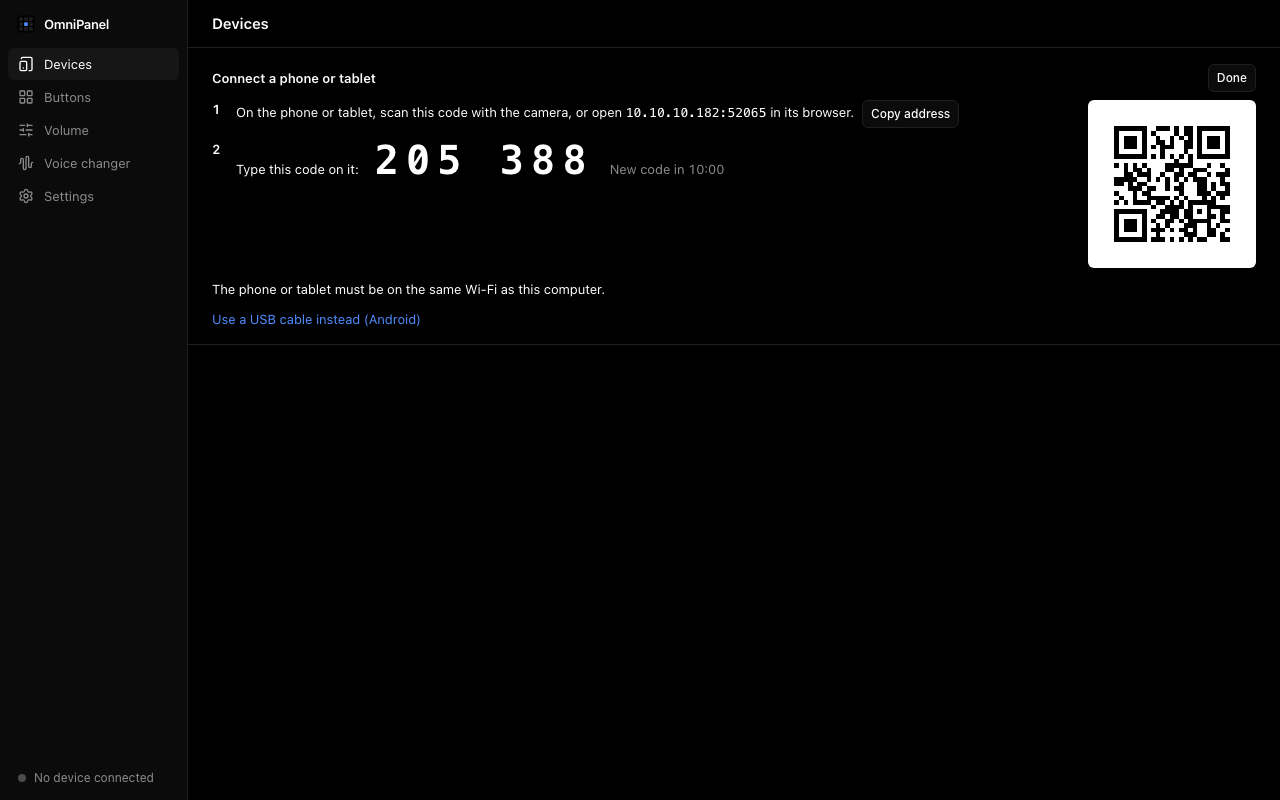 OmniPanel
Devices
Buttons
Volume
Voice changer
Settings
No device connected
Devices
Connect a phone or tablet
Done
1 On the phone or tablet, scan this code with the camera, or open 10.10.10.182:52065 in its browser. Copy address
2 Type this code on it: 205 388 New code in 10:00
The phone or tablet must be on the same Wi-Fi as this computer.
Use a USB cable instead (Android)